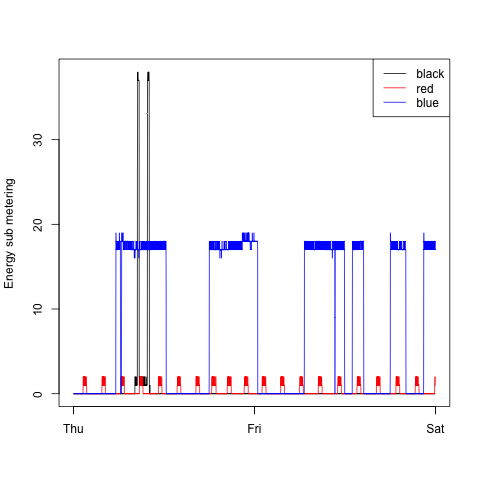 black
red
blue
Energy sub metering
30
20
10
0
Thu Fri Sat